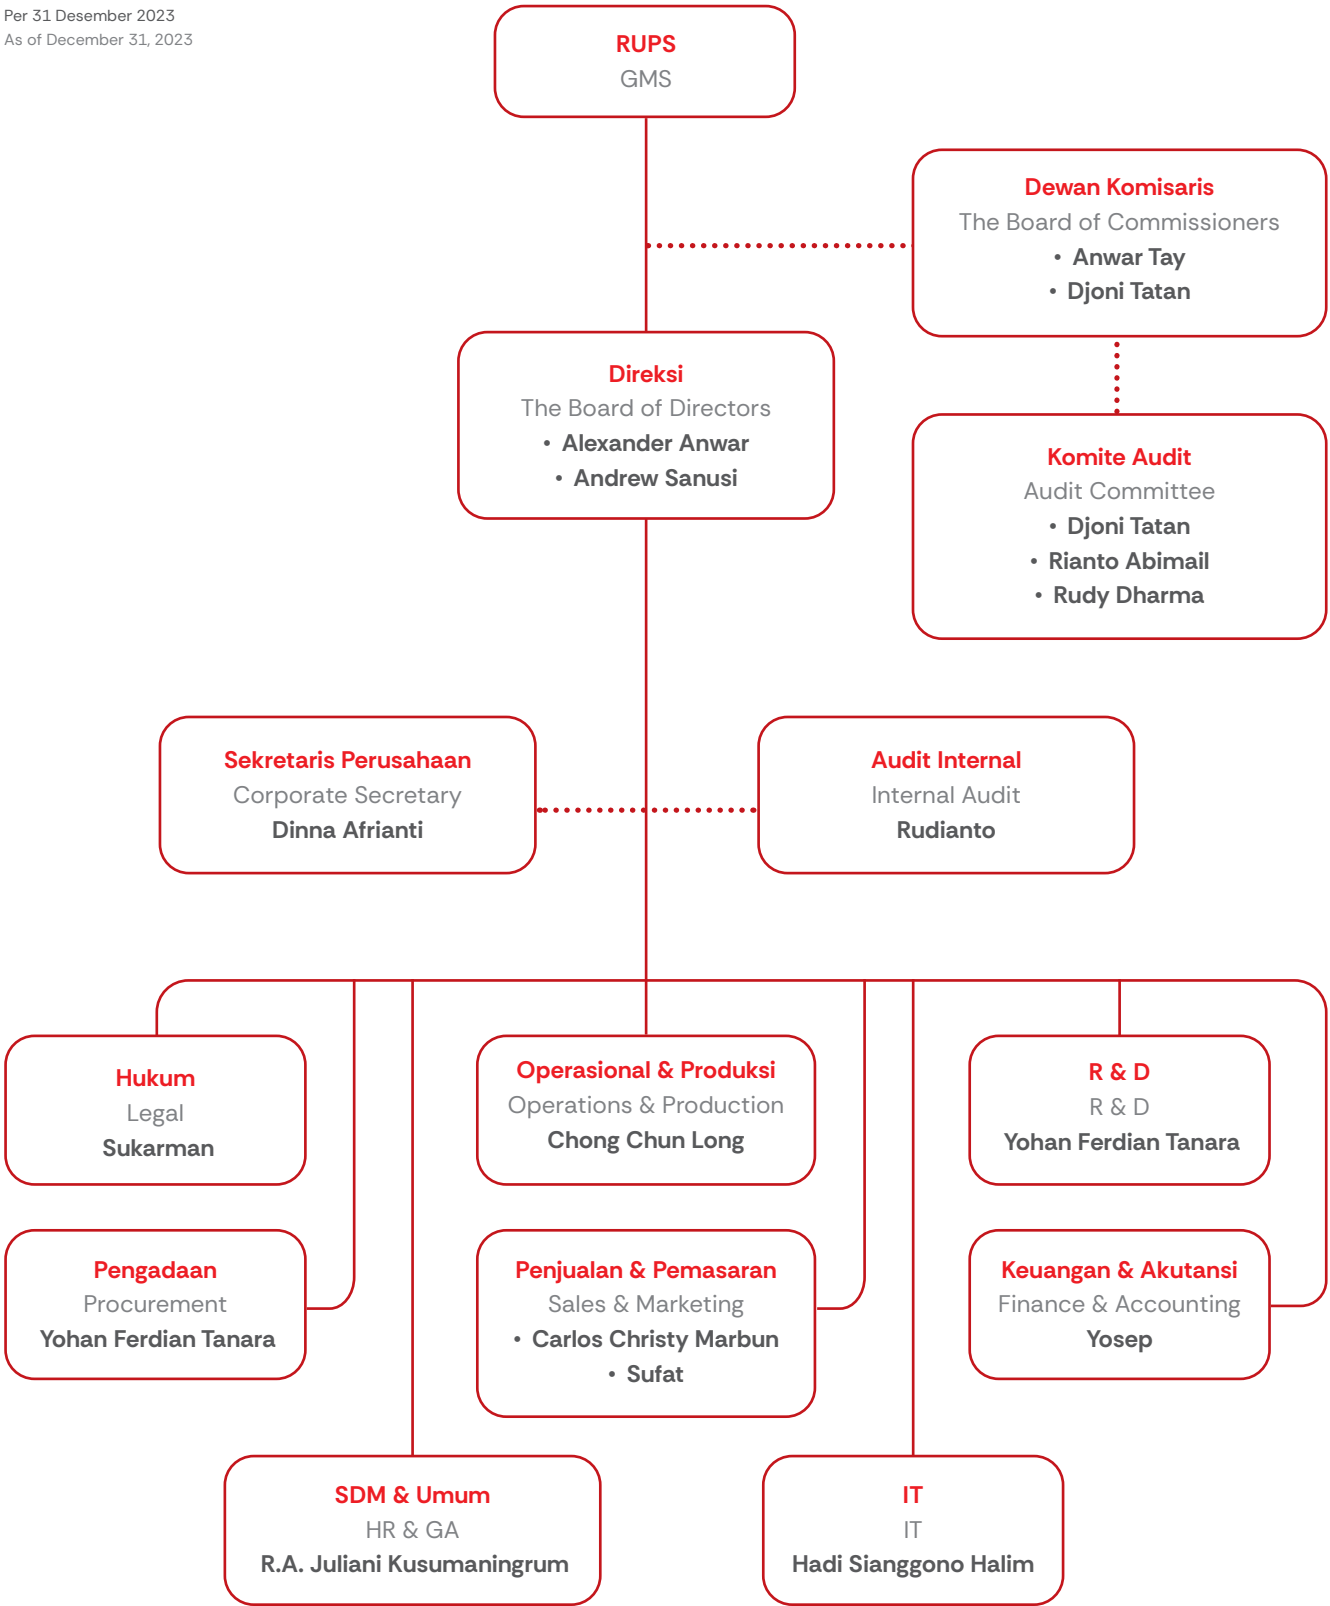 Per 31 Desember 2023
As of December 31, 2023
RUPS
GMS
Dewan Komisaris
The Board of Commissioners
• Anwar Tay
• Djoni Tatan
Direksi
The Board of Directors
• Alexander Anwar
• Andrew Sanusi
Komite Audit
Audit Committee
• Djoni Tatan
• Rianto Abimail
• Rudy Dharma
Sekretaris Perusahaan
Corporate Secretary
Dinna Afrianti
Audit Internal
Internal Audit
Rudianto
Hukum
Legal
Sukarman
Operasional & Produksi
Operations & Production
Chong Chun Long
R & D
R & D
Yohan Ferdian Tanara
Pengadaan
Procurement
Yohan Ferdian Tanara
Penjualan & Pemasaran
Sales & Marketing
• Carlos Christy Marbun
• Sufat
Keuangan & Akutansi
Finance & Accounting
Yosep
SDM & Umum
HR & GA
R.A. Juliani Kusumaningrum
IT
IT
Hadi Sianggono Halim